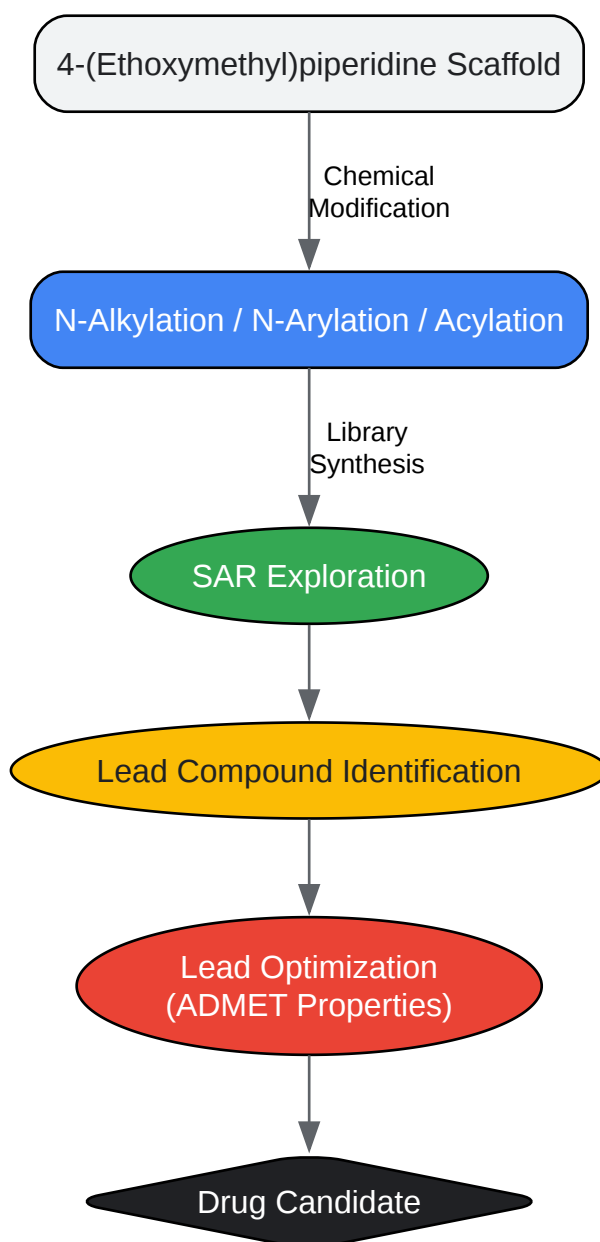 4-(Ethoxymethyl)piperidine Scaffold
Chemical
Modification
N-Alkylation / N-Arylation / Acylation
Library
Synthesis
SAR Exploration
Lead Compound Identification
Lead Optimization
(ADMET Properties)
Drug Candidate